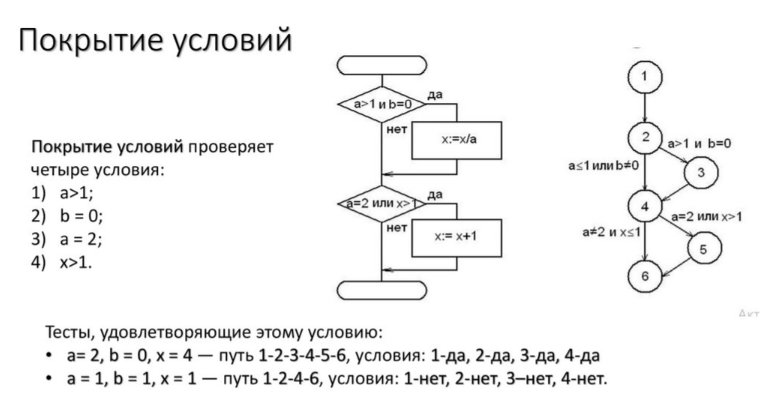 Покрытие условий
Покрытие условий проверяет
четыре условия:
1) a>1;
2) b = 0;
3) a = 2;
4) x>1.
a>1 и b=0
да
нет
x:=x/a
a=2 или x>1
да
нет
x:= x+1
1
2
a>1 и b=0
a≤1 или b≠0
3
4
a=2 или x>1
a≠2 и x≤1
5
6
Акт
Тесты, удовлетворяющие этому условию:
• a= 2, b = 0, x = 4 — путь 1-2-3-4-5-6, условия: 1-да, 2-да, 3-да, 4-да
• a = 1, b = 1, x = 1 — путь 1-2-4-6, условия: 1-нет, 2-нет, 3–нет, 4-нет.